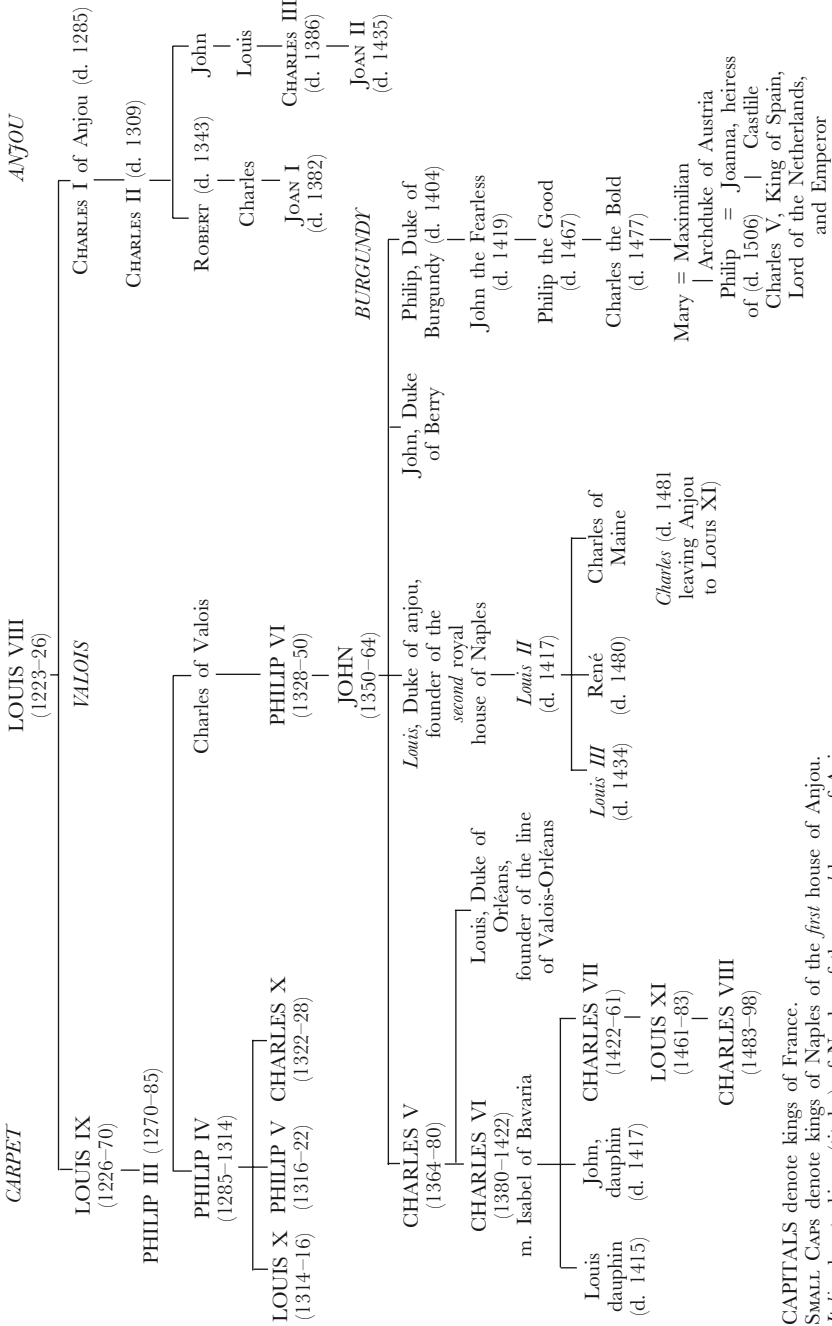 CARPET
LOUIS VIII
(1223–26)
VALOIS
ANJOU
LOUIS IX
(1226–70)
PHILIP III (1270–85)
CHARLES I of Anjou (d. 1285)
CHARLES II (d. 1309)
PHILIP IV
(1285–1314)
Charles of Valois
ROBERT (d. 1343)
John
Charles
Louis
JOAN I
(d. 1382)
CHARLES III
(d. 1386)
JOAN II
(d. 1435)
LOUIS X
(1314–16)
PHILIP V
(1316–22)
CHARLES X
(1322–28)
PHILIP VI
(1328–50)
JOHN
(1350–64)
BURGUNDY
CHARLES V
(1364–80)
Louis, Duke of anjou,
founder of the
second royal
house of Naples
John, Duke
of Berry
Philip, Duke of
Burgundy (d. 1404)
CHARLES VI
(1380–1422)
m. Isabel of Bavaria
Louis, Duke of
Orléans,
founder of the line
of Valois-Orléans
Louis II
(d. 1417)
John the Fearless
(d. 1419)
Philip the Good
(d. 1467)
Charles the Bold
(d. 1477)
Louis
dauphin
(d. 1415)
John,
dauphin
(d. 1417)
CHARLES VII
(1422–61)
LOUIS XI
(1461–83)
CHARLES VIII
(1483–98)
Louis III
(d. 1434)
René
(d. 1480)
Charles of
Maine
Charles (d. 1481
leaving Anjou
to LOUIS XI)
Mary = Maximilian
Archduke of Austria
Philip = Joanna, heiress
of (d. 1506) Castlile
Charles V, King of Spain,
Lord of the Netherlands,
and Emperor
CAPITALS denote kings of France.
SMALL CAPS denote kings of Naples of the first house of Anjou.